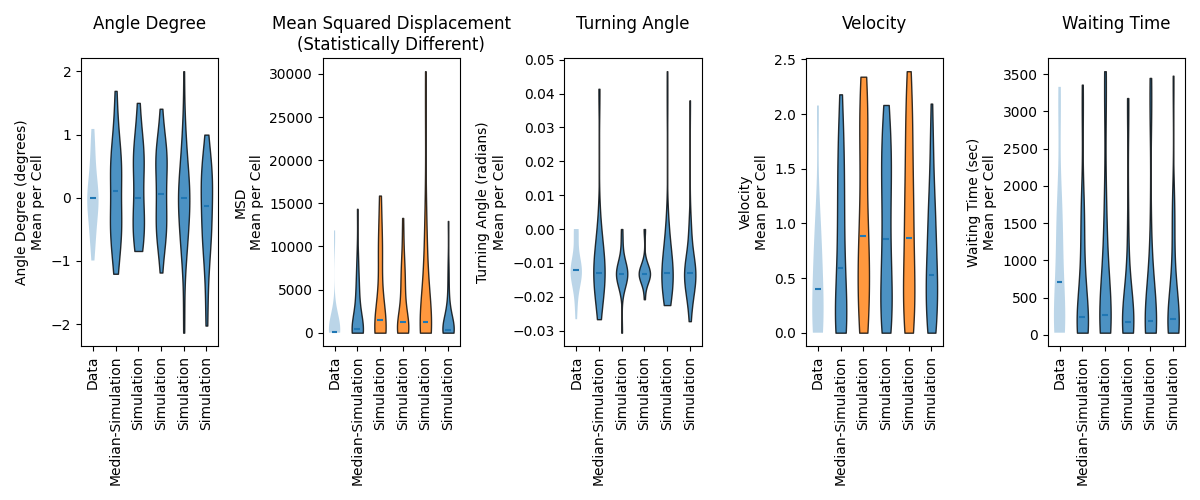 Angle Degree
Angle Degree (degrees)
Mean per Cell
2
1
0
−1
−2
Data
Median-Simulation
Simulation
Simulation
Simulation
Simulation
Mean Squared Displacement
(Statistically Different)
MSD
Mean per Cell
30000
25000
20000
15000
10000
5000
0
Data
Median-Simulation
Simulation
Simulation
Simulation
Simulation
Turning Angle
Turning Angle (radians)
Mean per Cell
0.05
0.04
0.03
0.02
0.01
0.00
−0.01
−0.02
−0.03
Data
Median-Simulation
Simulation
Simulation
Simulation
Simulation
Velocity
Velocity
Mean per Cell
2.5
2.0
1.5
1.0
0.5
0.0
Data
Median-Simulation
Simulation
Simulation
Simulation
Simulation
Waiting Time
Waiting Time (sec)
Mean per Cell
3500
3000
2500
2000
1500
1000
500
0
Data
Median-Simulation
Simulation
Simulation
Simulation
Simulation